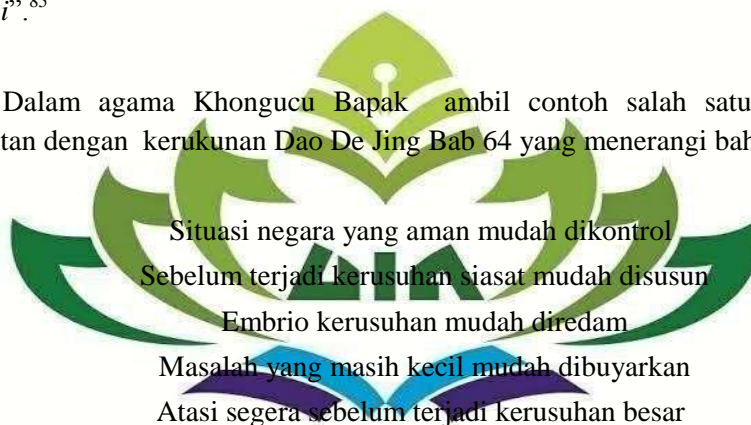 i”.85
Dalam agama Khongucu Bapak ambil contoh salah satu
tan dengan kerukunan Dao De Jing Bab 64 yang menerangi bah
Situasi negara yang aman mudah dikontrol
Sebelum terjadi kerusuhan siasat mudah disusun
Embrio kerusuhan mudah diredam
Masalah yang masih kecil mudah dibuyarkan
Atasi segera sebelum terjadi kerusuhan besar